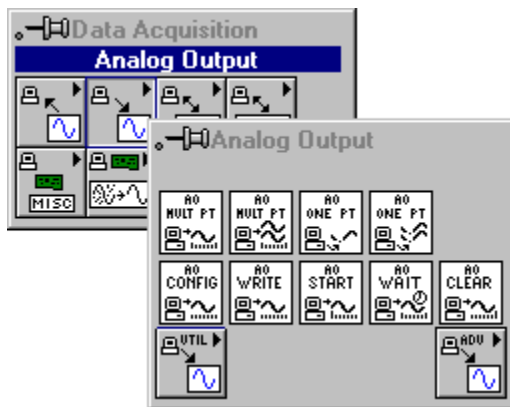 Data Acquisition
Analog Output
MISC
Analog Output
AO MULT PT
AO MULT PT
AO ONE PT
AO ONE PT
AO CONFIG
AO WRITE
AO START
AO WAIT
AO CLEAR
UTIL
ADV